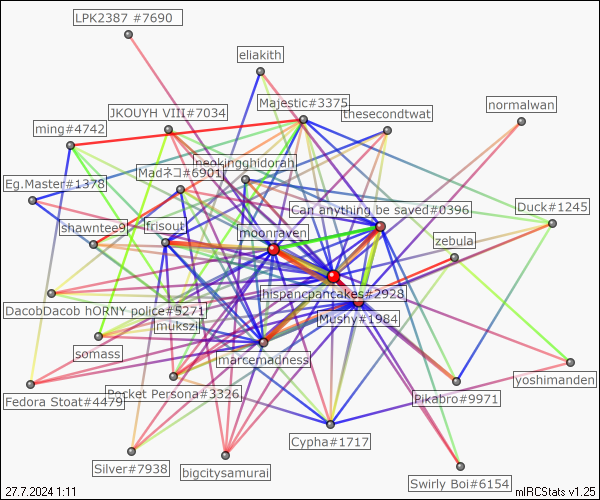 LPK2387 #7690
eliakith
Majestic#3375
normalwan
JKOUYH VIII#7034
thesecondtwat
ming#4742
neokingghidorah
Madネコ#6901
Eg.Master#1378
Can anything be saved#0396
Duck#1245
shawntee9
frisout
moonraven
zebula
hispancpancakes#2928
DacobDacob hORNY police#5271
Mushy#1984
mukszi
somass
marcemadness
yoshimanden
Fedora Stoat#4479
Pocket Persona#3326
Pikabro#9971
Cypha#1717
Silver#7938
bigcitysamurai
Swirly Boi#6154
27.7.2024 1:11
mIRCStats v1.25